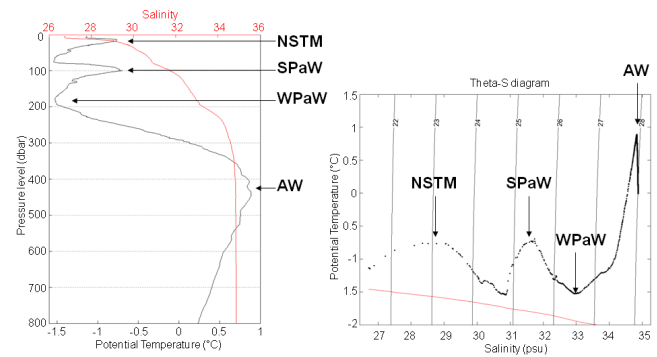 Salinity
26 28 30 32 34 36
0
100
200
300
400
500
600
700
800
Pressure level (dbar)
-1.5 -1 -0.5 0 0.5 1
Potential Temperature (°C)
NSTM
SPaW
WPaW
AW
AW
Theta-S diagram
1.5
1
0.5
0
-0.5
-1
1.5
-2
Potential Temperature (°C)
22 23 24 25 26 27 28
NSTM
SPaW
WPaW
27 28 29 30 31 32 33 34
Salinity (psu)